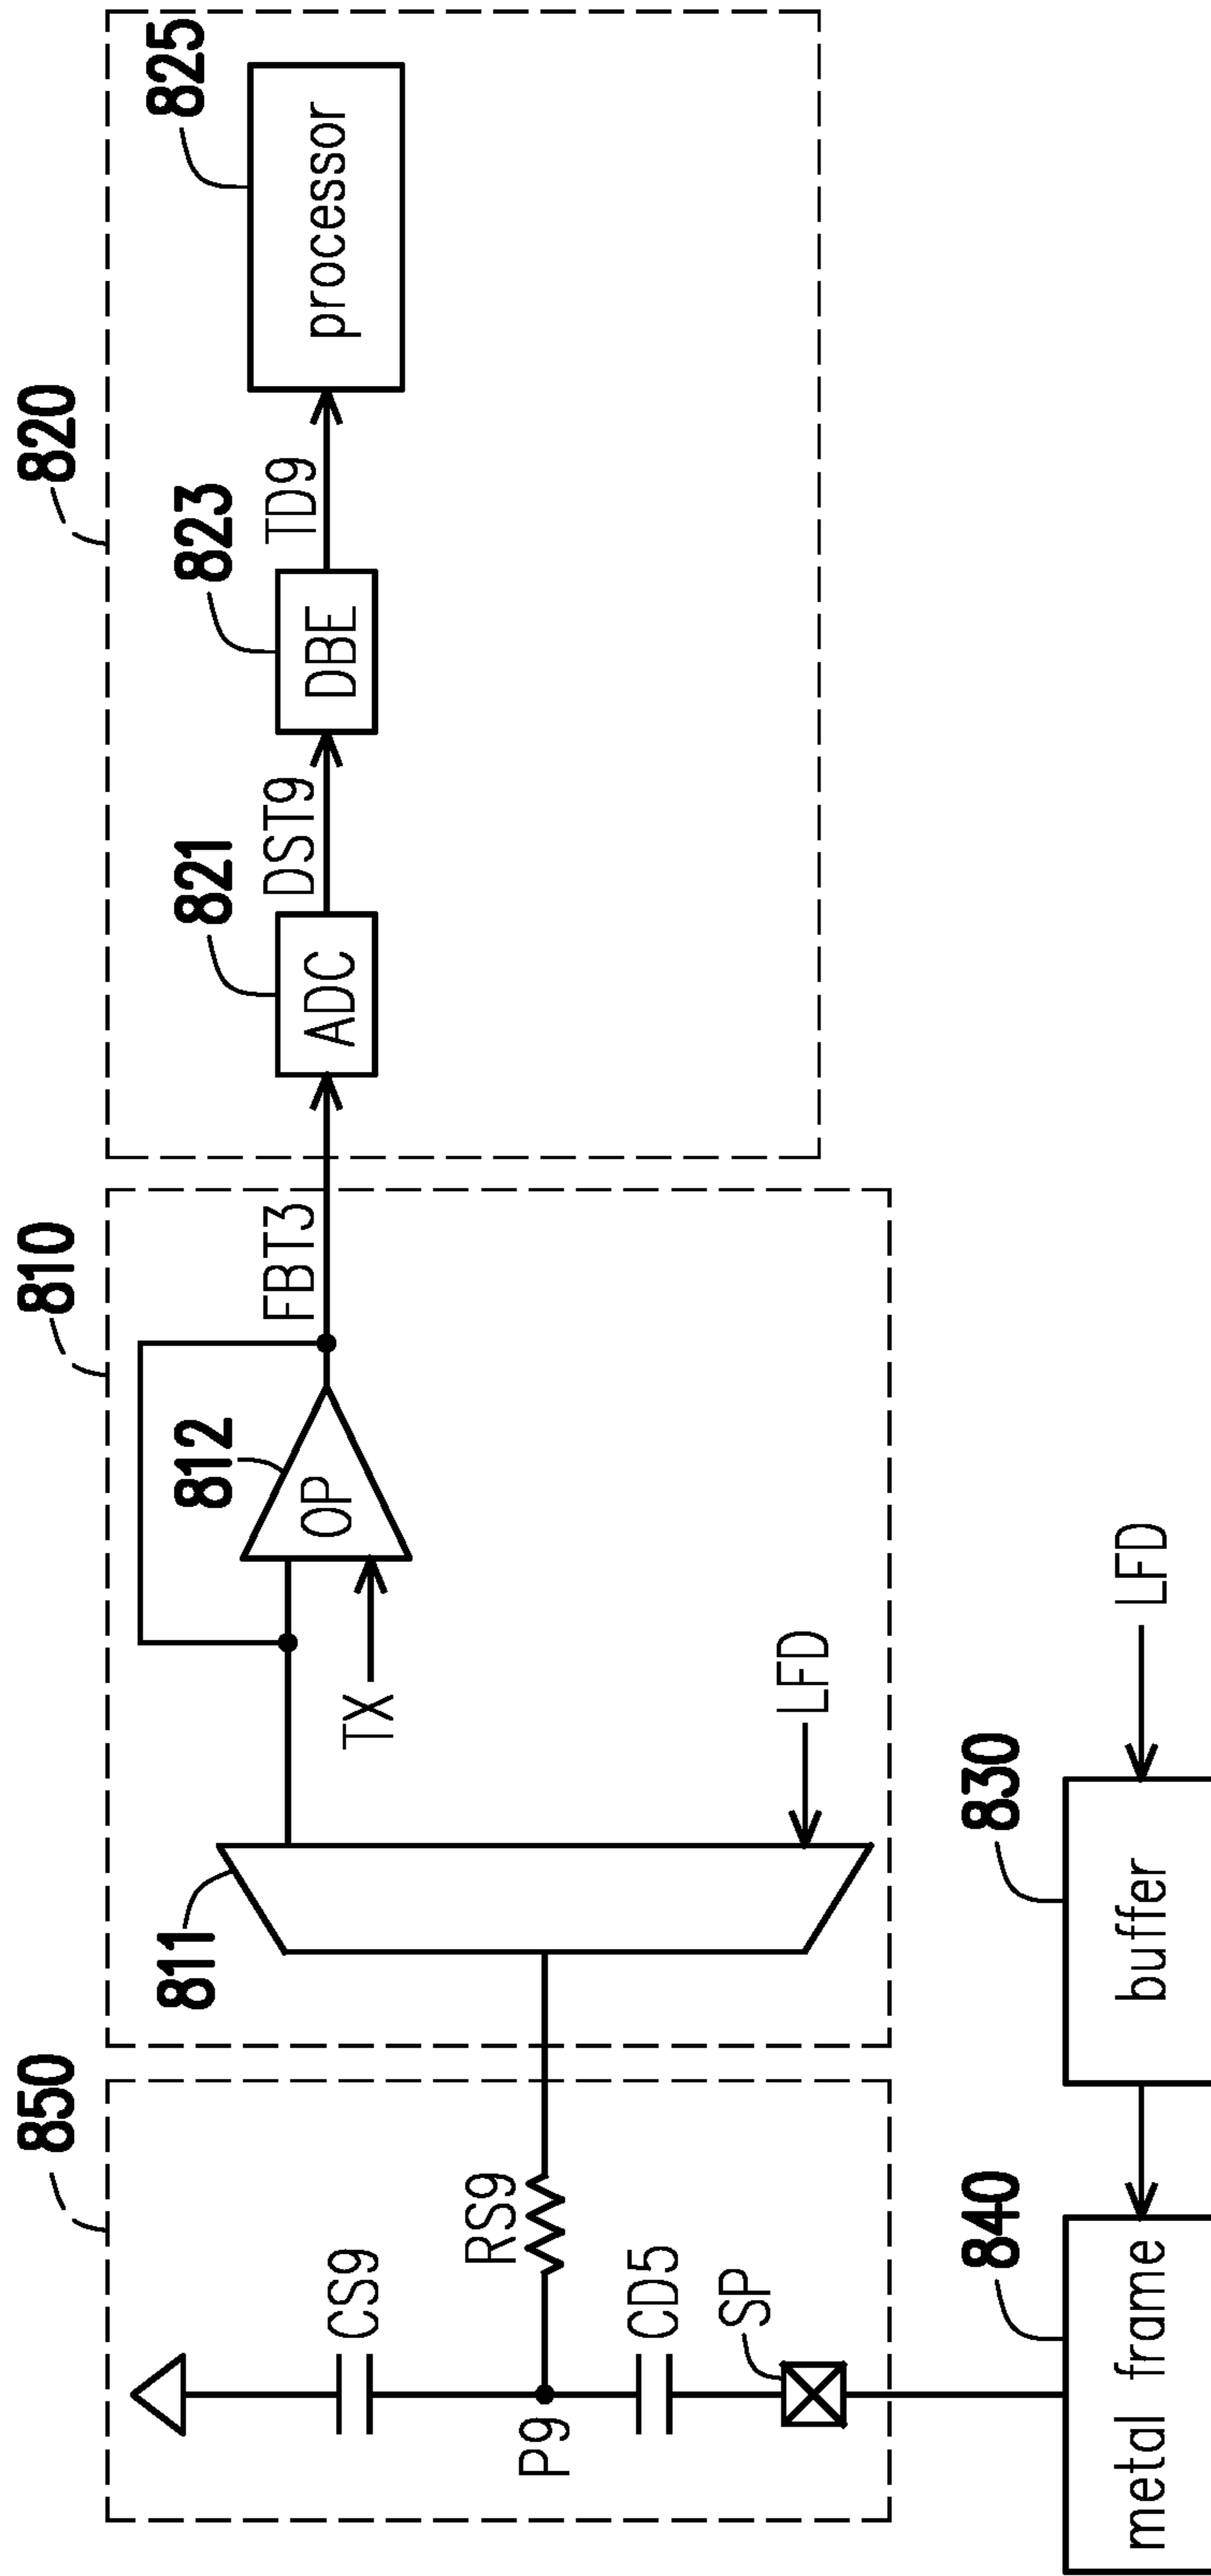 850
810
820
CS9
RS9
P9
CD5
SP
811
812
OP
TX
LFD
FBT3
821
ADC
DST9
823
DBE
TD9
825
processor
840
metal frame
830
buffer
LFD